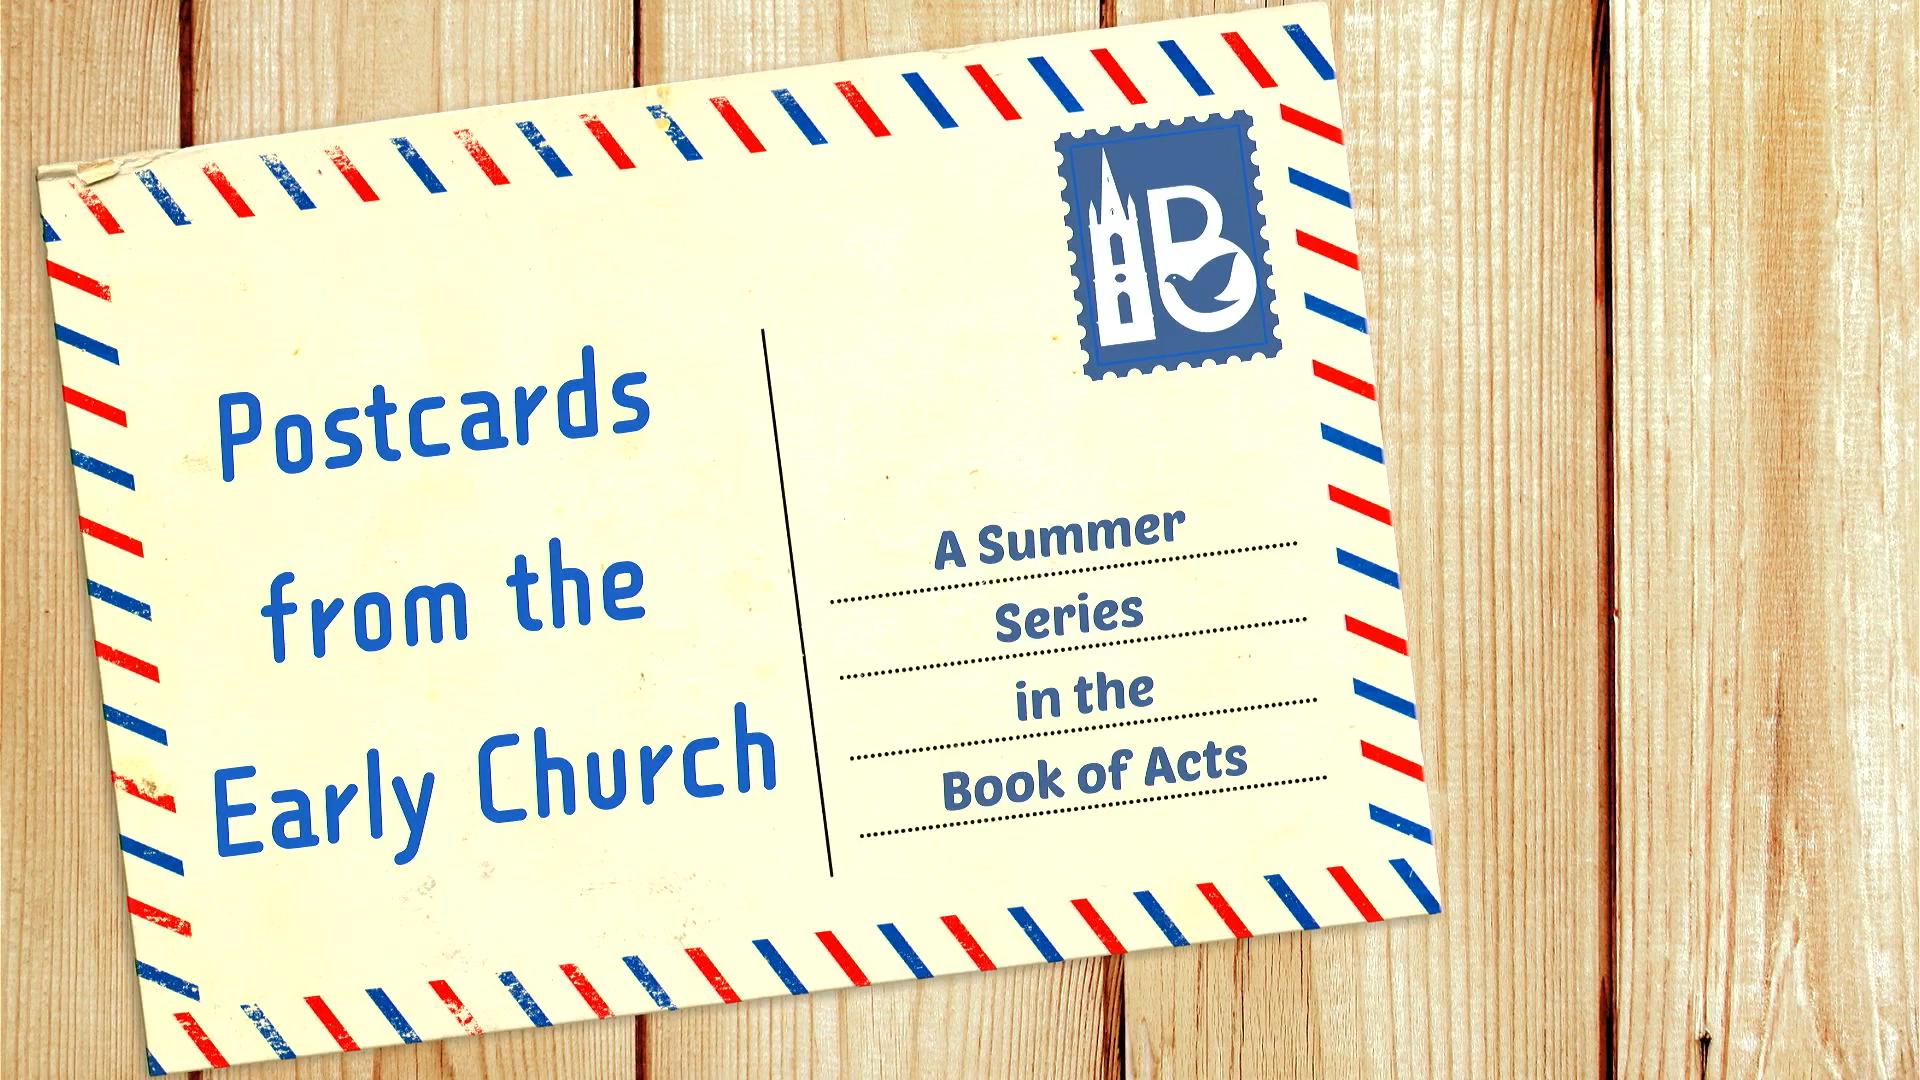 Postcards
from the
Early Church
B
A Summer
Series
in the
Book of Acts